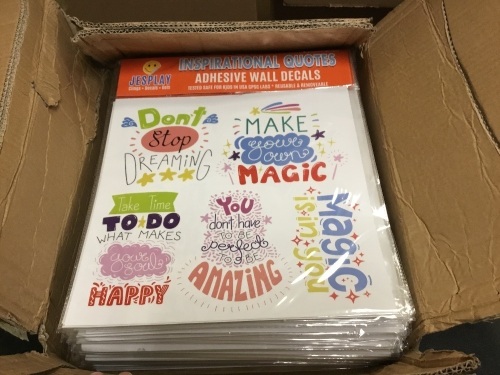 INSPIRATIONAL QUOTES
JESPLAY
ADHESIVE WALL DECALS
Don't
Stop
DREAMING
MAKE
your
own
MAGIC
Take Time
TO DO
WHAT MAKES
your soul
HAPPY
YOU
don't have
TO BE
perfect
TO BE
AMAZING
Magic
is in you